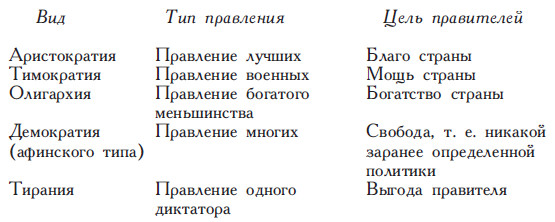 Вид Тип правления Цель правителей
Аристократия Правление лучших Благо страны
Тимократия Правление военных Мощь страны
Олигархия Правление богатого Богатство страны
меньшинства
Демократия Правление многих Свобода, т. е. никакой
(афинского типа) заранее определенной
политики
Тирания Правление одного Выгода правителя
диктатора